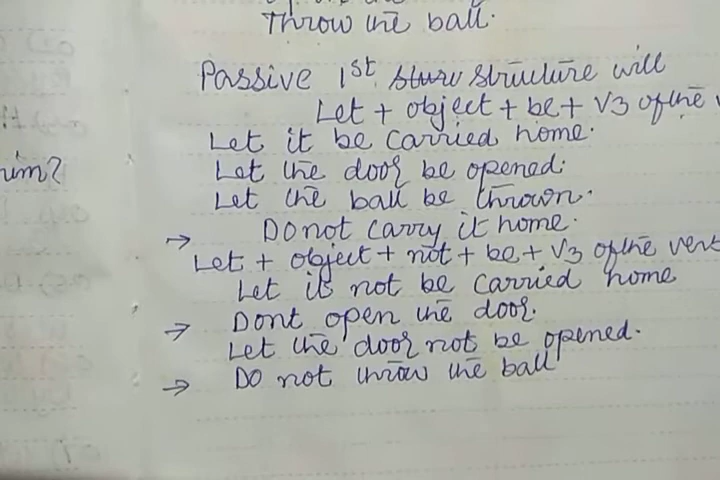 Throw the ball.
Passive 1st structure will
Let + object + be + V3 of the
Let it be carried home.
Let the door be opened.
Let the ball be thrown.
Do not carry it home.
→
Let + object + not + be + V3 of the verb
Let it not be carried home
→ Dont open the door.
Let the door not be opened.
→ Do not throw the ball